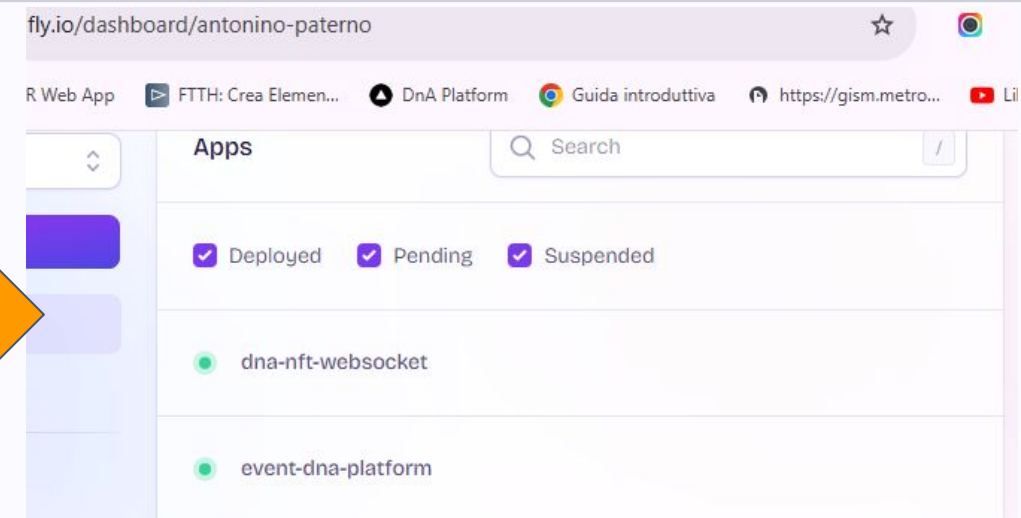 fly.io/dashboard/antonino-paterno
R Web App FTTH: Crea Elemen... DnA Platform Guida introduttiva https://gism.metro... Li
Apps Search /
Deployed Pending Suspended
dna-nft-websocket
event-dna-platform